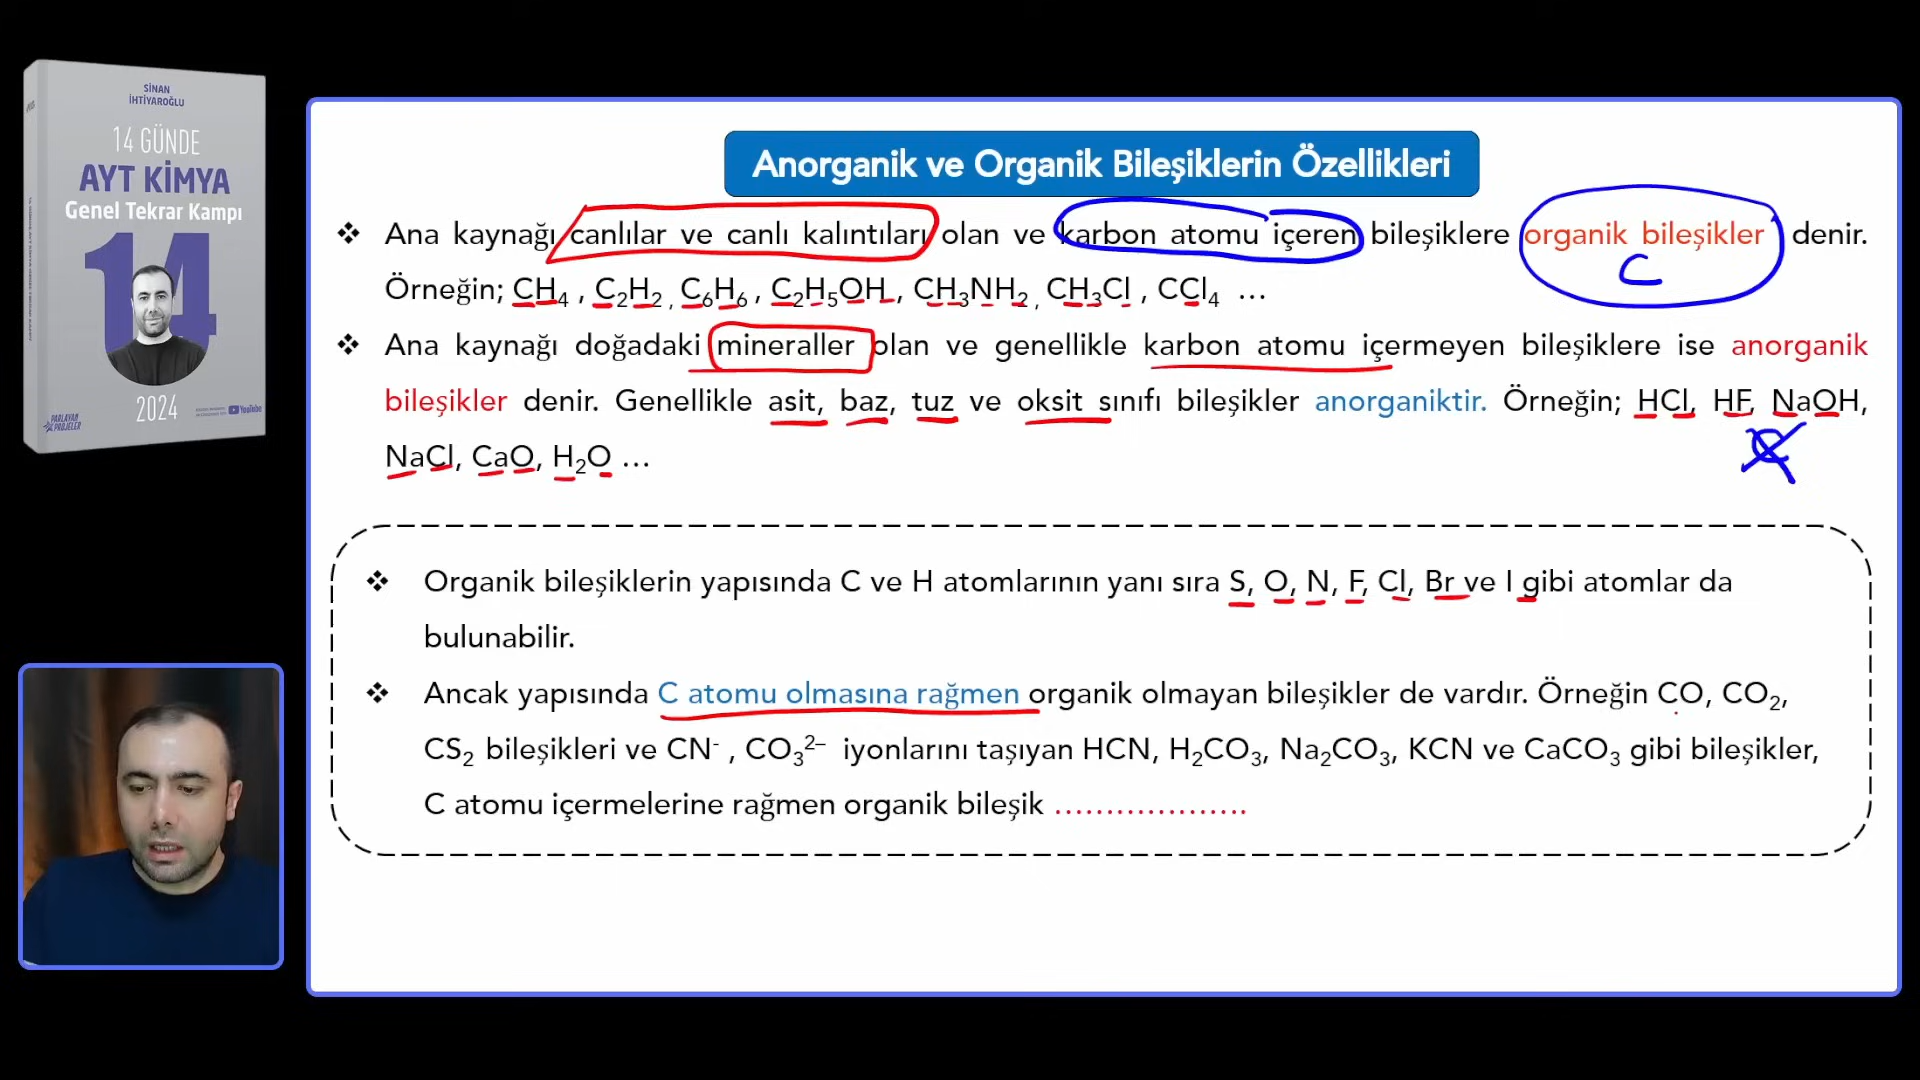 SİNAN
İHTİYAROĞLU
14 GÜNDE
AYT KİMYA
Genel Tekrar Kampı
14
2024
PARLAYAN
PROJELER
YouTube
Anorganik ve Organik Bileşiklerin Özellikleri
❖ Ana kaynağı canlılar ve canlı kalıntıları olan ve karbon atomu içeren bileşiklere organik bileşikler denir.
C
Örneğin; CH₄ , C₂H₂ , C₆H₆ , C₂H₅OH , CH₃NH₂ , CH₃Cl , CCl₄ ...
❖ Ana kaynağı doğadaki mineraller olan ve genellikle karbon atomu içermeyen bileşiklere ise anorganik
bileşikler denir. Genellikle asit, baz, tuz ve oksit sınıfı bileşikler anorganiktir. Örneğin; HCl, HF, NaOH,
C
NaCl, CaO, H₂O ...
❖ Organik bileşiklerin yapısında C ve H atomlarının yanı sıra S, O, N, F, Cl, Br ve I gibi atomlar da
bulunabilir.
❖ Ancak yapısında C atomu olmasına rağmen organik olmayan bileşikler de vardır. Örneğin CO, CO₂,
CS₂ bileşikleri ve CN⁻ , CO₃²⁻ iyonlarını taşıyan HCN, H₂CO₃, Na₂CO₃, KCN ve CaCO₃ gibi bileşikler,
C atomu içermelerine rağmen organik bileşik ...................